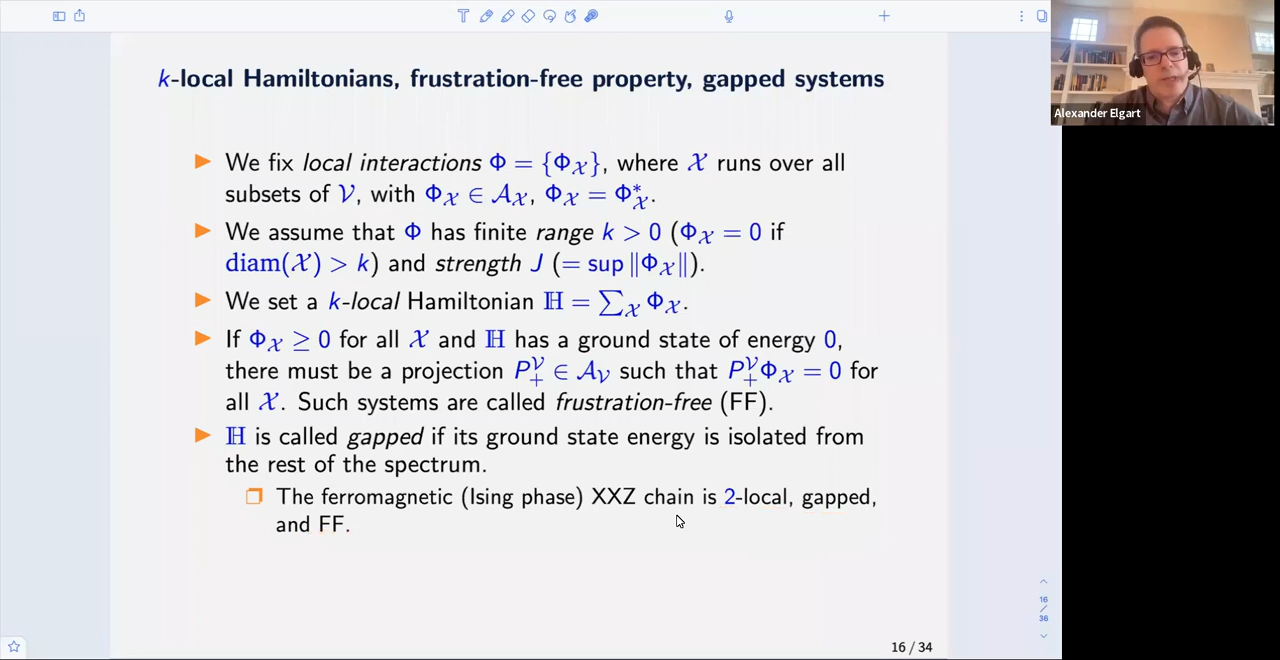 k-local Hamiltonians, frustration-free property, gapped systems
▶ We fix local interactions Φ = {Φ_𝒳}, where 𝒳 runs over all
subsets of 𝒱, with Φ_𝒳 ∈ 𝒜_𝒳, Φ_𝒳 = Φ*_𝒳.
▶ We assume that Φ has finite range k > 0 (Φ_𝒳 = 0 if
diam(𝒳) > k) and strength J (= sup ‖Φ_𝒳‖).
▶ We set a k-local Hamiltonian ℍ = ∑_𝒳 Φ_𝒳.
▶ If Φ_𝒳 ≥ 0 for all 𝒳 and ℍ has a ground state of energy 0,
there must be a projection P_+^𝒱 ∈ 𝒜_𝒱 such that P_+^𝒱Φ_𝒳 = 0 for
all 𝒳. Such systems are called frustration-free (FF).
▶ ℍ is called gapped if its ground state energy is isolated from
the rest of the spectrum.
❐ The ferromagnetic (Ising phase) XXZ chain is 2-local, gapped,
and FF.
16 / 34
16
/
36
Alexander Elgart